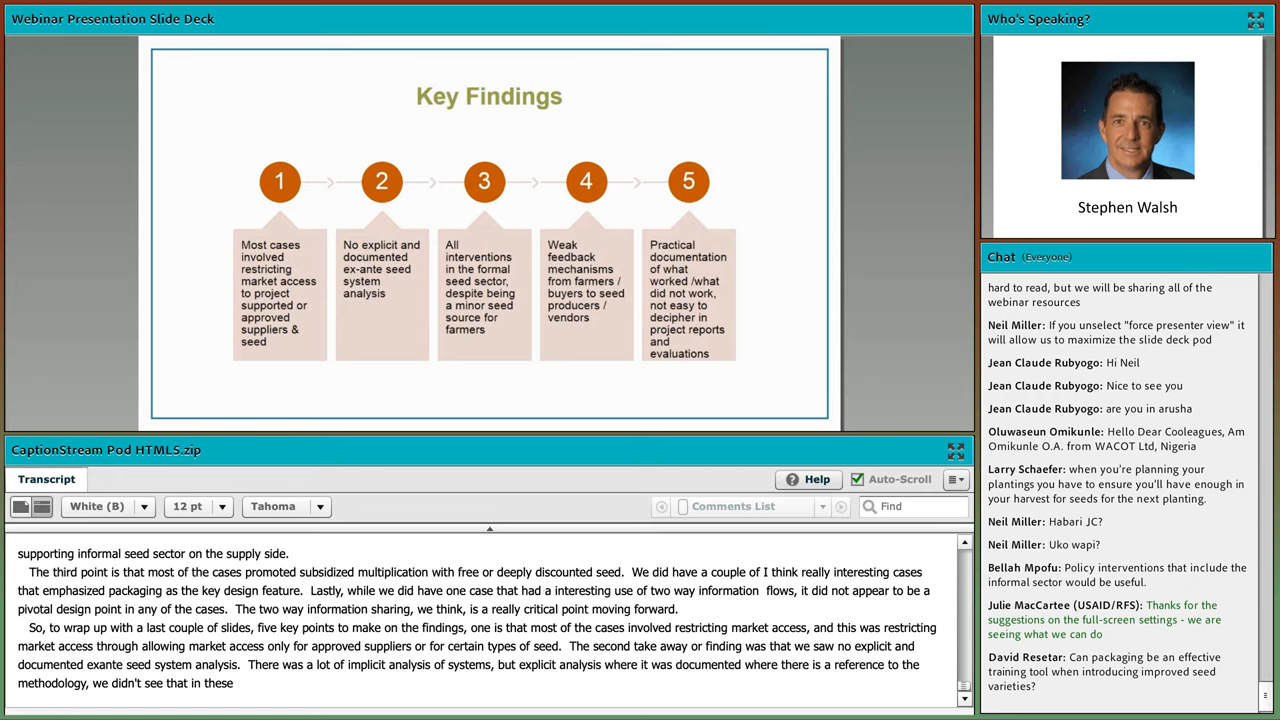 Webinar Presentation Slide Deck
Key Findings
1
2
3
4
5
Most cases
involved
restricting
market access
to project
supported or
approved
suppliers &
seed
No explicit and
documented
ex-ante seed
system
analysis
All
interventions
in the formal
seed sector,
despite being
a minor seed
source for
farmers
Weak
feedback
mechanisms
from farmers /
buyers to seed
producers /
vendors
Practical
documentation
of what
worked /what
did not work,
not easy to
decipher in
project reports
and
evaluations
Who's Speaking?
Stephen Walsh
Chat (Everyone)
hard to read, but we will be sharing all of the
webinar resources
Neil Miller: If you unselect "force presenter view" it
will allow us to maximize the slide deck pod
Jean Claude Rubyogo: Hi Neil
Jean Claude Rubyogo: Nice to see you
Jean Claude Rubyogo: are you in arusha
Oluwaseun Omikunle: Hello Dear Cooleagues, Am
Omikunle O.A. from WACOT Ltd, Nigeria
Larry Schaefer: when you're planning your
plantings you have to ensure you'll have enough in
your harvest for seeds for the next planting.
Neil Miller: Habari JC?
Neil Miller: Uko wapi?
Bellah Mpofu: Policy interventions that include the
informal sector would be useful.
Julie MacCartee (USAID/RFS): Thanks for the
suggestions on the full-screen settings - we are
seeing what we can do
David Resetar: Can packaging be an effective
training tool when introducing improved seed
varieties?
CaptionStream Pod HTML5.zip
Transcript
Help
Auto-Scroll
White (B)
12 pt
Tahoma
Comments List
Find
supporting informal seed sector on the supply side.
The third point is that most of the cases promoted subsidized multiplication with free or deeply discounted seed. We did have a couple of I think really interesting cases
that emphasized packaging as the key design feature. Lastly, while we did have one case that had a interesting use of two way information flows, it did not appear to be a
pivotal design point in any of the cases. The two way information sharing, we think, is a really critical point moving forward.
So, to wrap up with a last couple of slides, five key points to make on the findings, one is that most of the cases involved restricting market access, and this was restricting
market access through allowing market access only for approved suppliers or for certain types of seed. The second take away or finding was that we saw no explicit and
documented exante seed system analysis. There was a lot of implicit analysis of systems, but explicit analysis where it was documented where there is a reference to the
methodology, we didn't see that in these